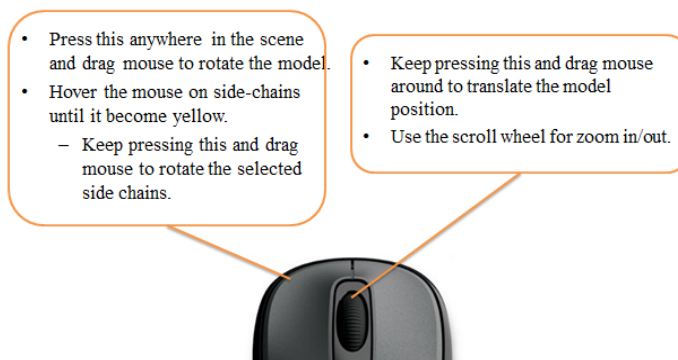 • Press this anywhere in the scene
and drag mouse to rotate the model.
• Hover the mouse on side-chains
until it become yellow.
– Keep pressing this and drag
mouse to rotate the selected
side chains.
• Keep pressing this and drag mouse
around to translate the model
position.
• Use the scroll wheel for zoom in/out.